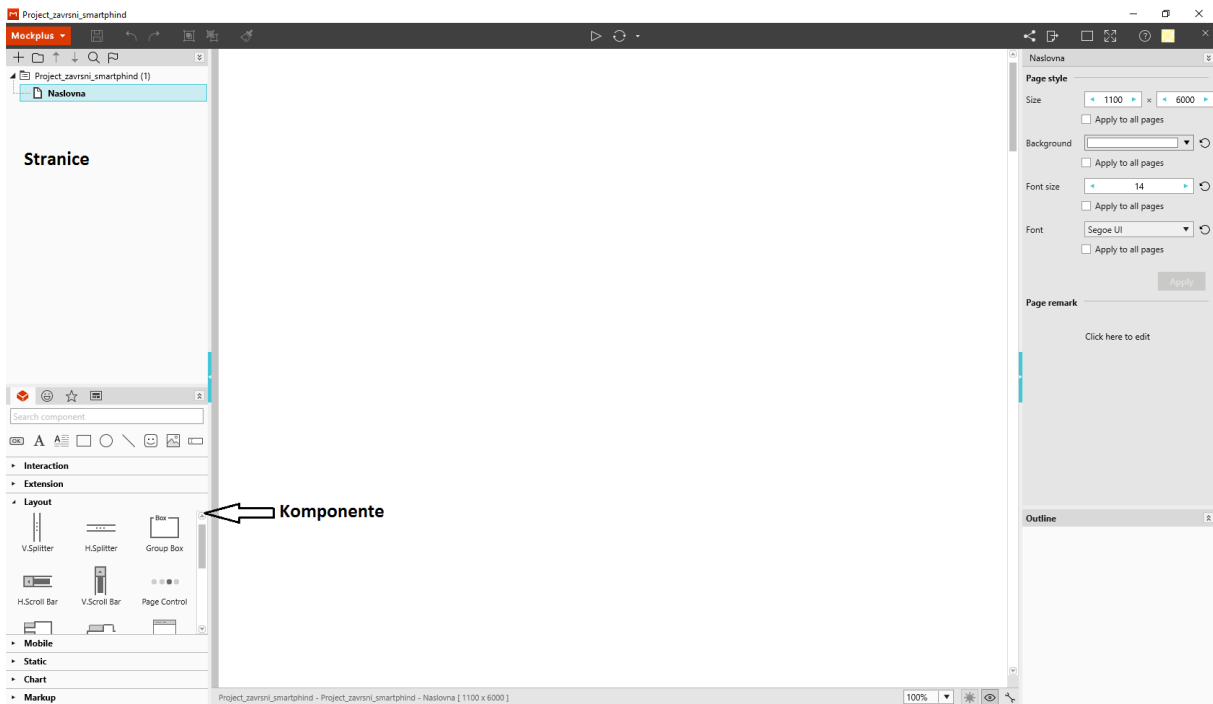 Project_zavrsni_smartphind
Mockplus
Project_zavrsni_smartphind (1)
Naslovna
Stranice
Search component
OK A A
Interaction
Extension
Layout
Box
V.Splitter H.Splitter Group Box
H.Scroll Bar V.Scroll Bar Page Control
Mobile
Static
Chart
Markup
Komponente
Project_zavrsni_smartphind - Project_zavrsni_smartphind - Naslovna [ 1100 x 6000 ]
100%
Naslovna
Page style
Size 1100 × 6000
Apply to all pages
Background
Apply to all pages
Font size 14
Apply to all pages
Font Segoe UI
Apply to all pages
Apply
Page remark
Click here to edit
Outline